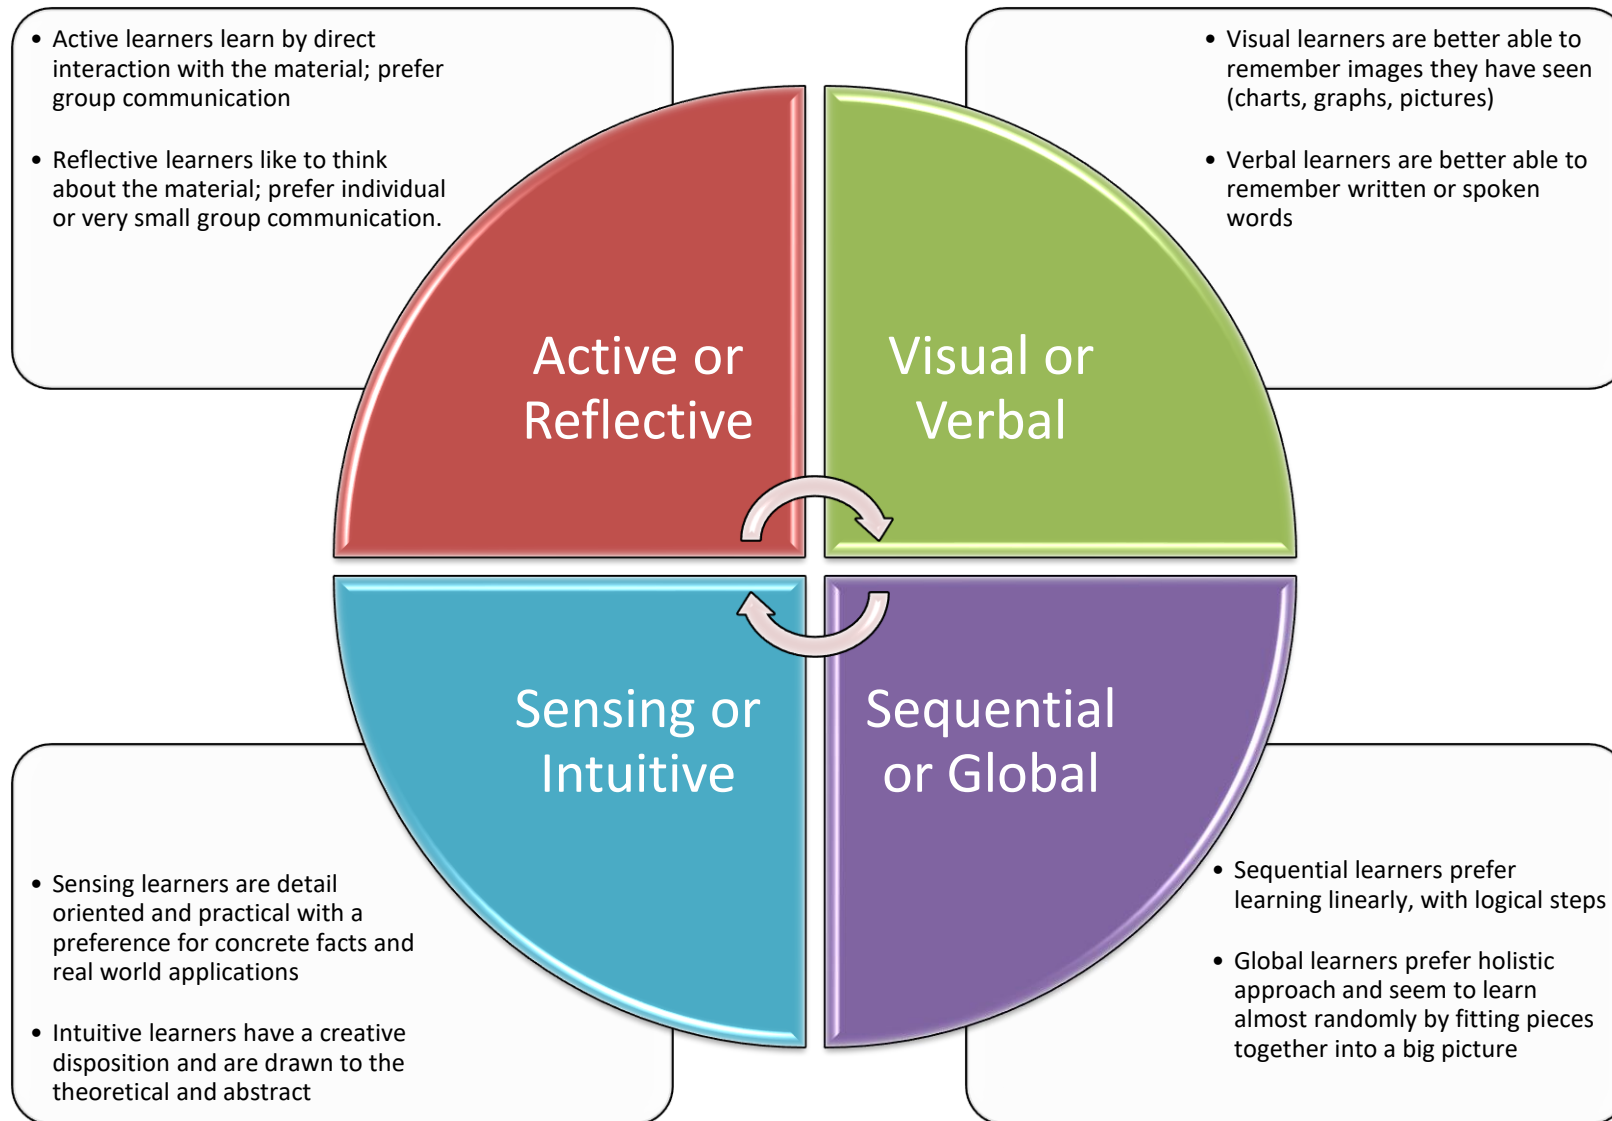 • Active learners learn by direct
interaction with the material; prefer
group communication
• Reflective learners like to think
about the material; prefer individual
or very small group communication.
• Visual learners are better able to
remember images they have seen
(charts, graphs, pictures)
• Verbal learners are better able to
remember written or spoken
words
Active or
Reflective
Visual or
Verbal
Sensing or
Intuitive
Sequential
or Global
• Sensing learners are detail
oriented and practical with a
preference for concrete facts and
real world applications
• Intuitive learners have a creative
disposition and are drawn to the
theoretical and abstract
• Sequential learners prefer
learning linearly, with logical steps
• Global learners prefer holistic
approach and seem to learn
almost randomly by fitting pieces
together into a big picture